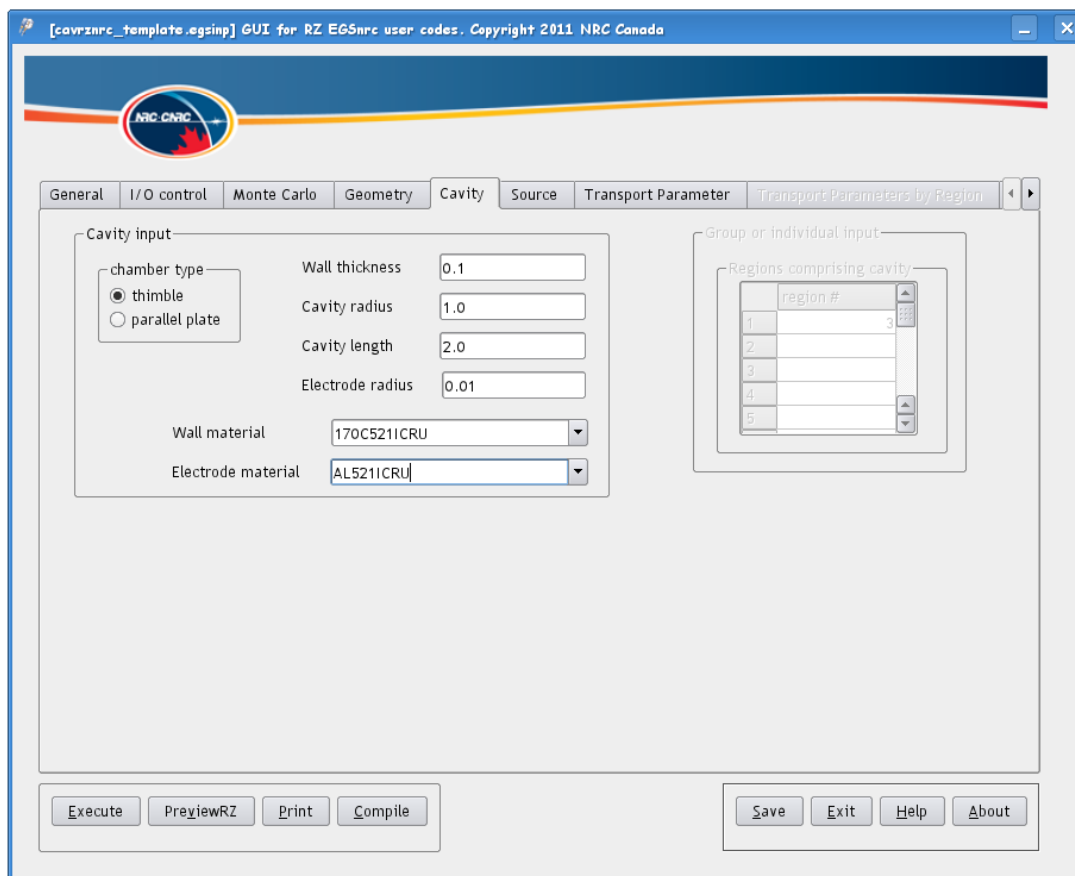 [cavrznrc_template.egsinp] GUI for RZ EGSnrc user codes. Copyright 2011 NRC Canada
NRC·CNRC
General I/O control Monte Carlo Geometry Cavity Source Transport Parameter Transport Parameters by Region
Cavity input
chamber type
thimble
parallel plate
Wall thickness 0.1
Cavity radius 1.0
Cavity length 2.0
Electrode radius 0.01
Wall material 170C521ICRU
Electrode material AL521ICRU
Group or individual input
Regions comprising cavity
region #
1 3
2
3
4
5
Execute PreviewRZ Print Compile Save Exit Help About